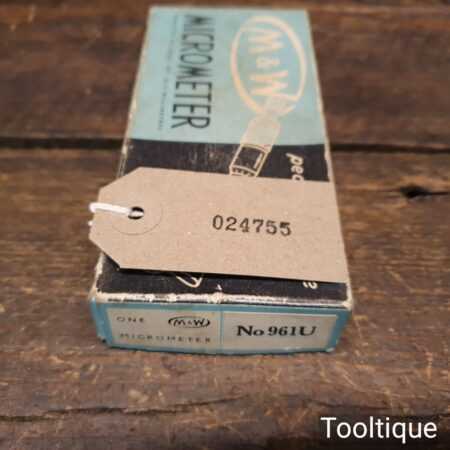 M&W
MICROMETER
024755
ONE M&W
MICROMETER
No 961U
Tooltique